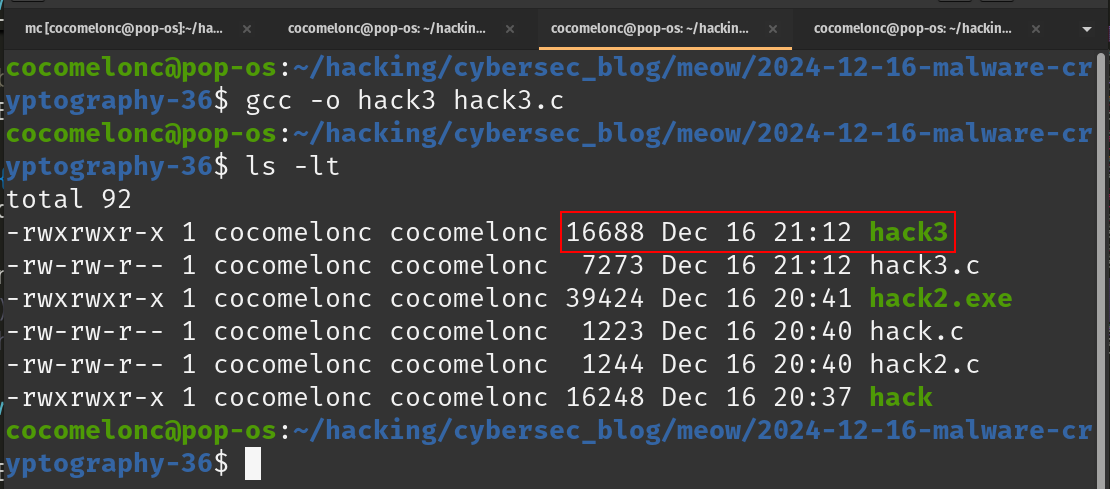 mc [cocomelonc@pop-os]:~/ha... × cocomelonc@pop-os: ~/hackin... × cocomelonc@pop-os: ~/hackin... × cocomelonc@pop-os: ~/hackin... ×
cocomelonc@pop-os:~/hacking/cybersec_blog/meow/2024-12-16-malware-cr
yptography-36$ gcc -o hack3 hack3.c
cocomelonc@pop-os:~/hacking/cybersec_blog/meow/2024-12-16-malware-cr
yptography-36$ ls -lt
total 92
-rwxrwxr-x 1 cocomelonc cocomelonc 16688 Dec 16 21:12 hack3
-rw-rw-r-- 1 cocomelonc cocomelonc  7273 Dec 16 21:12 hack3.c
-rwxrwxr-x 1 cocomelonc cocomelonc 39424 Dec 16 20:41 hack2.exe
-rw-rw-r-- 1 cocomelonc cocomelonc  1223 Dec 16 20:40 hack.c
-rw-rw-r-- 1 cocomelonc cocomelonc  1244 Dec 16 20:40 hack2.c
-rwxrwxr-x 1 cocomelonc cocomelonc 16248 Dec 16 20:37 hack
cocomelonc@pop-os:~/hacking/cybersec_blog/meow/2024-12-16-malware-cr
yptography-36$